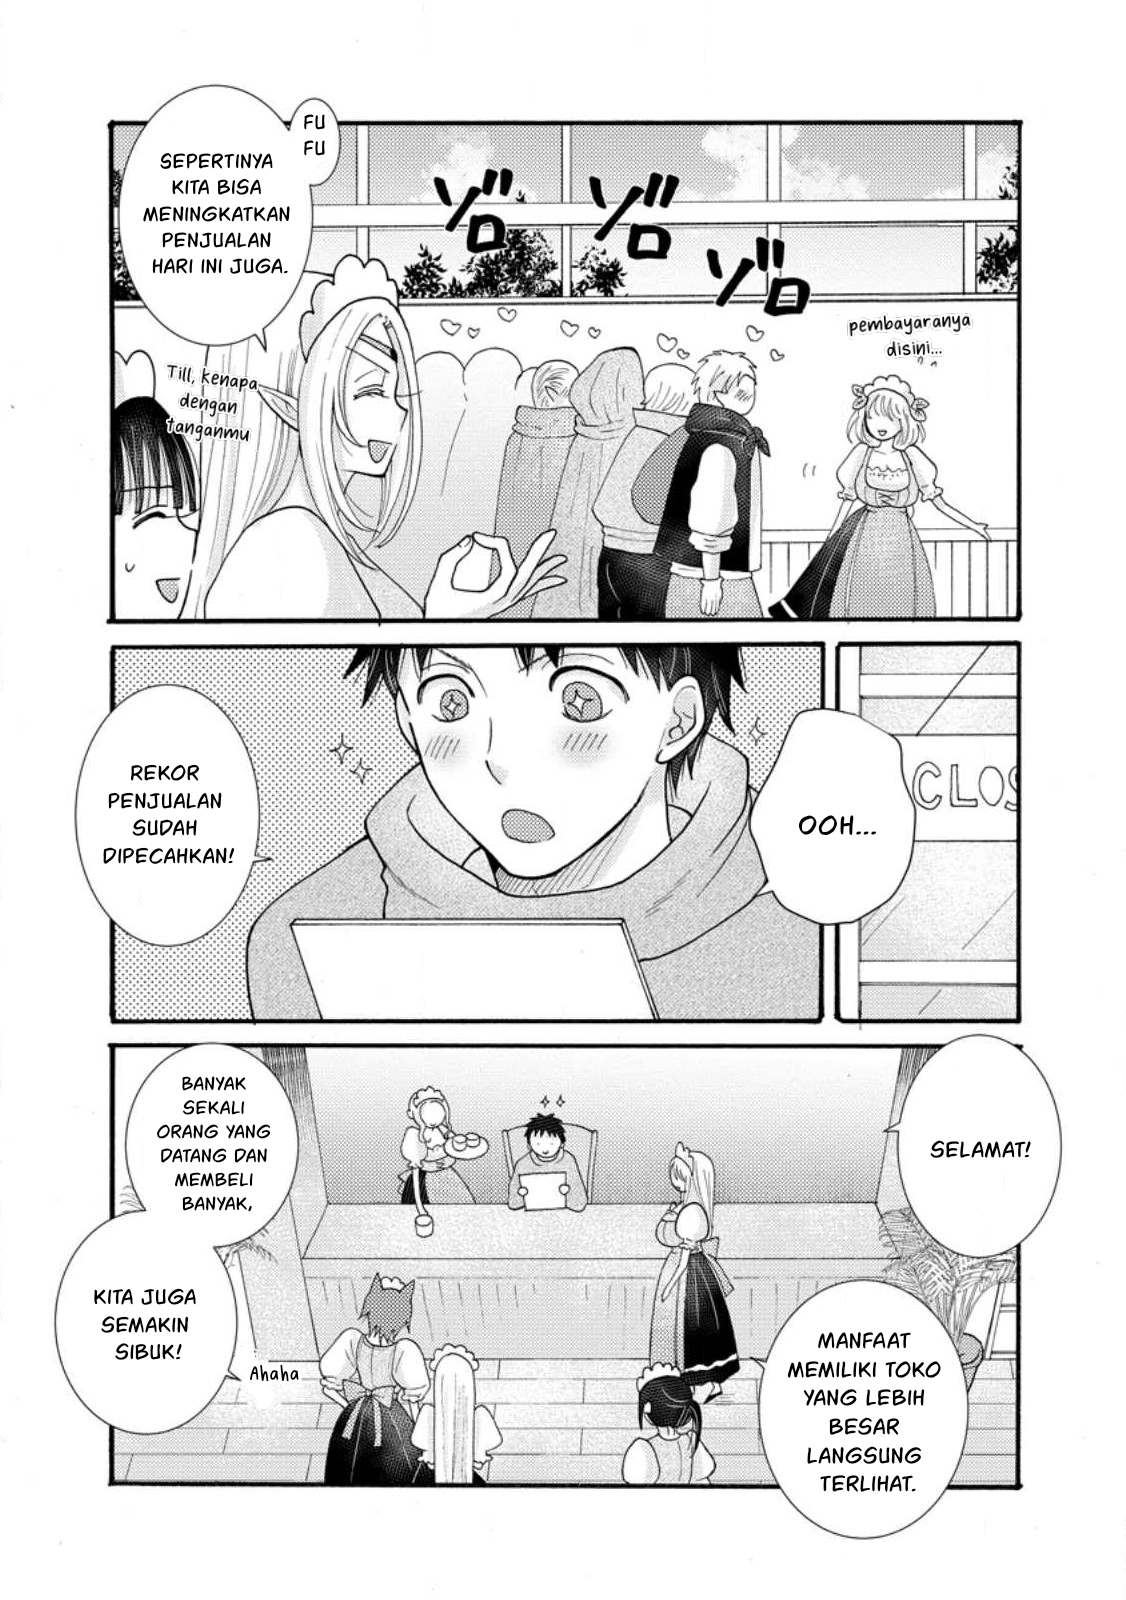 FU
FU
SEPERTINYA
KITA BISA
MENINGKATKAN
PENJUALAN
HARI INI JUGA.
ゾロ
ゾロ
ゾロ
pembayaranya
disini...
Till, kenapa
dengan
tanganmu
CLOS
OOH...
REKOR
PENJUALAN
SUDAH
DIPECAHKAN!
SELAMAT!
BANYAK
SEKALI
ORANG YANG
DATANG DAN
MEMBELI
BANYAK,
KITA JUGA
SEMAKIN
SIBUK!
Ahaha
MANFAAT
MEMILIKI TOKO
YANG LEBIH
BESAR
LANGSUNG
TERLIHAT.